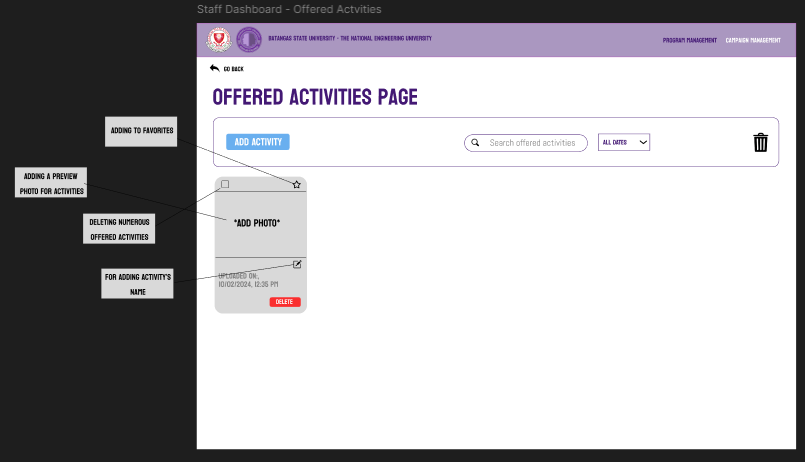 Staff Dashboard - Offered Actvities
BATANGAS STATE UNIVERSITY - THE NATIONAL ENGINEERING UNIVERSITY
PROGRAM MANAGEMENT
CAMPAIGN MANAGEMENT
GO BACK
OFFERED ACTIVITIES PAGE
ADD ACTIVITY
Search offered activities
ALL DATES
ADDING TO FAVORITES
ADDING A PREVIEW
PHOTO FOR ACTIVITIES
DELETING NUMEROUS
OFFERED ACTIVITIES
FOR ADDING ACTIVITY'S
NAME
*ADD PHOTO*
UPLOADED ON:,
10/02/2024, 12:35 PM
DELETE